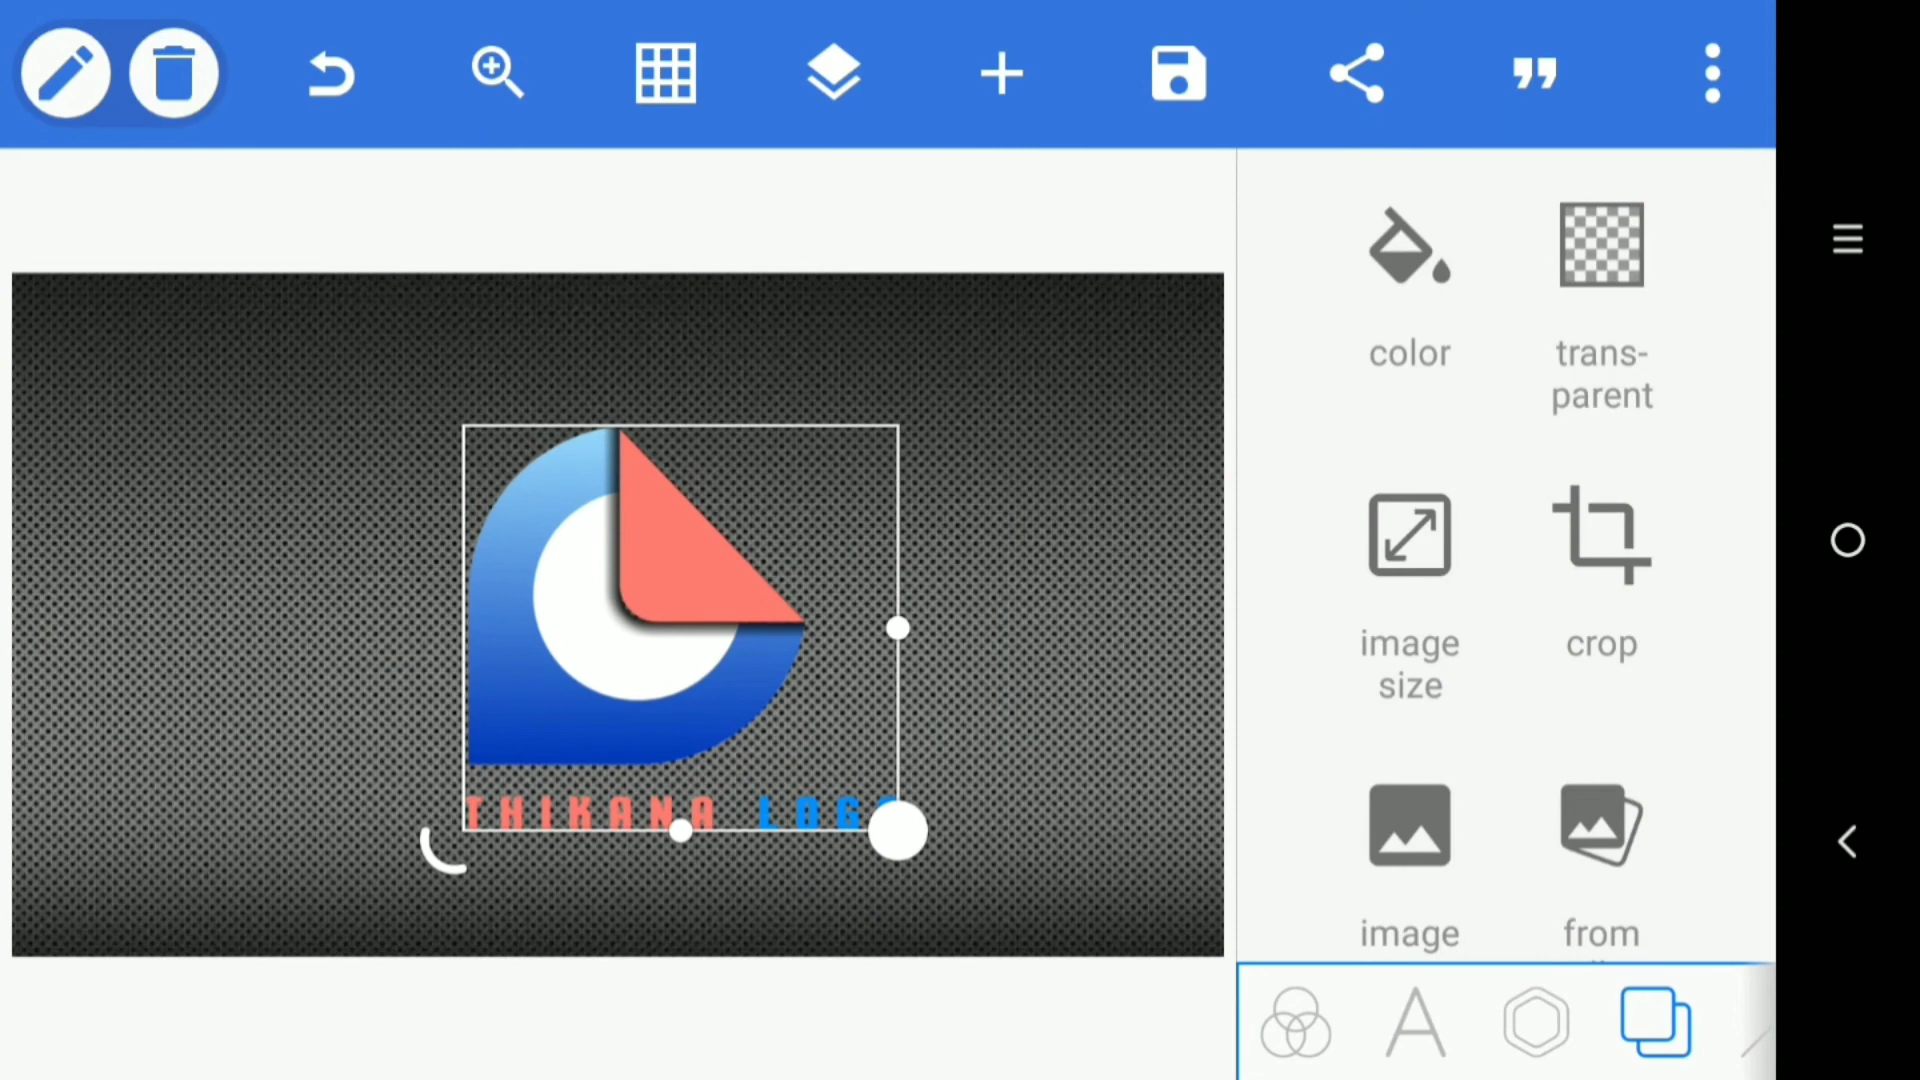 color
trans-
parent
image
size
crop
image
from
THIKANA LOGO